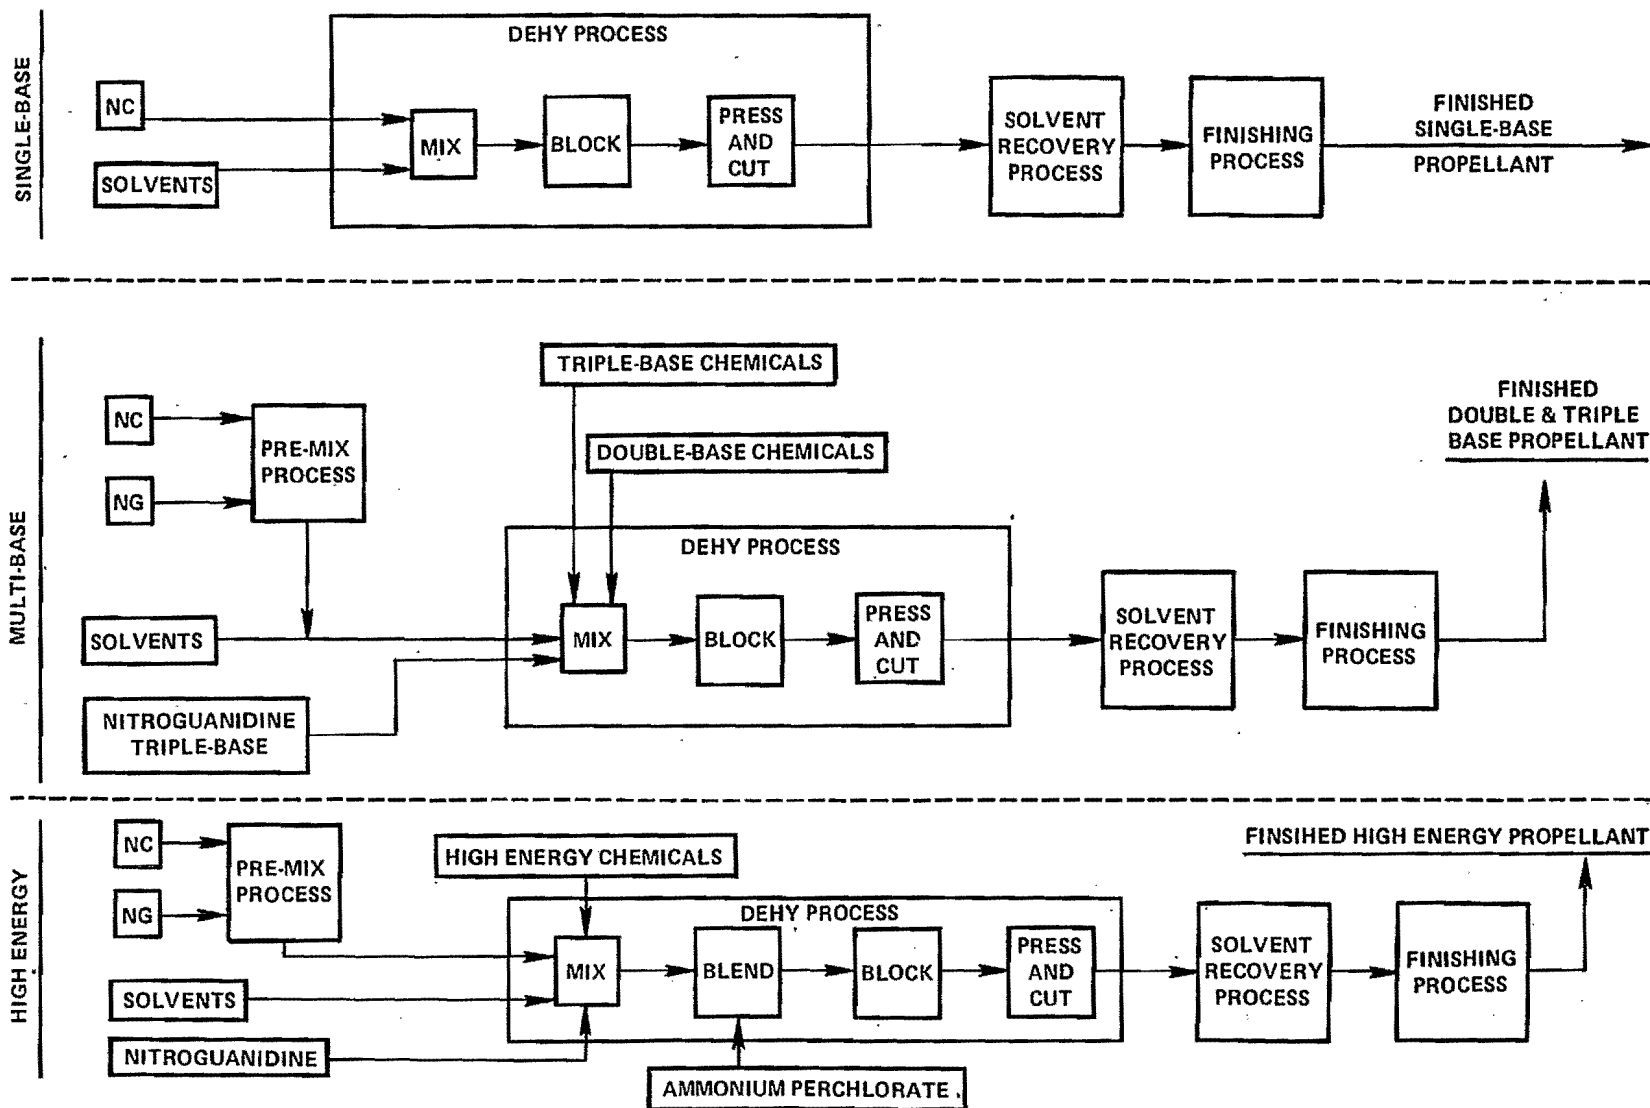 SINGLE-BASE
DEHY PROCESS
NC
SOLVENTS
MIX
BLOCK
PRESS
AND
CUT
SOLVENT
RECOVERY
PROCESS
FINISHING
PROCESS
FINISHED
SINGLE-BASE
PROPELLANT
MULTI-BASE
TRIPLE-BASE CHEMICALS
DOUBLE-BASE CHEMICALS
NC
NG
PRE-MIX
PROCESS
SOLVENTS
NITROGUANIDINE
TRIPLE-BASE
DEHY PROCESS
MIX
BLOCK
PRESS
AND
CUT
SOLVENT
RECOVERY
PROCESS
FINISHING
PROCESS
FINISHED
DOUBLE & TRIPLE
BASE PROPELLANT
HIGH ENERGY
NC
NG
PRE-MIX
PROCESS
HIGH ENERGY CHEMICALS
SOLVENTS
NITROGUANIDINE
DEHY PROCESS
MIX
BLEND
BLOCK
PRESS
AND
CUT
AMMONIUM PERCHLORATE
SOLVENT
RECOVERY
PROCESS
FINISHING
PROCESS
FINSIHED HIGH ENERGY PROPELLANT